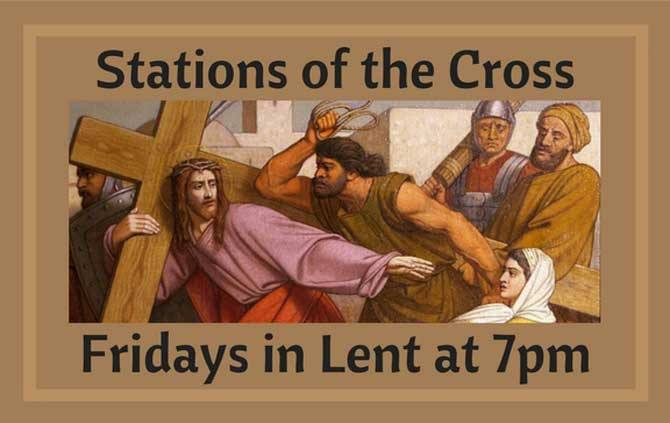 Stations of the Cross
Fridays in Lent at 7pm